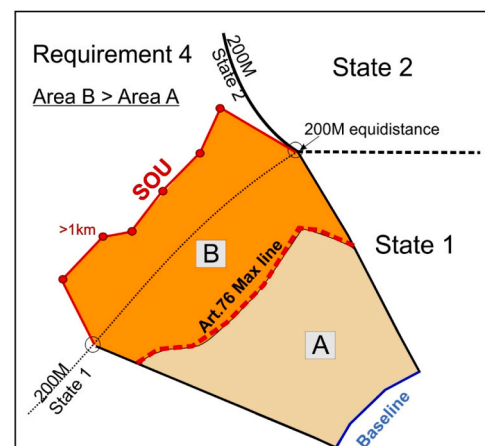 Requirement 4
Area B > Area A
200M
State 2
State 2
200M equidistance
SOU
>1km
State 1
B
Art.76 Max line
A
200M
State 1
Baseline